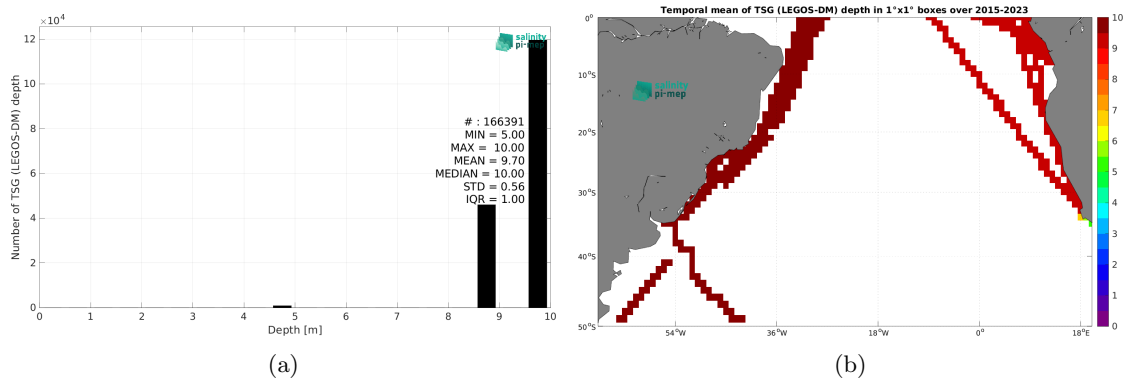 ×10⁴
12
10
8
6
4
2
0
0 1 2 3 4 5 6 7 8 9 10
Number of TSG (LEGOS-DM) depth
Depth [m]
salinity
pi-mep
# : 166391
MIN = 5.00
MAX = 10.00
MEAN = 9.70
MEDIAN = 10.00
STD = 0.56
IQR = 1.00
(a)
Temporal mean of TSG (LEGOS-DM) depth in 1°x1° boxes over 2015-2023
0°
10°S
20°S
30°S
40°S
50°S
54°W 36°W 18°W 0° 18°E
salinity
pi-mep
10
9
8
7
6
5
4
3
2
1
0
(b)